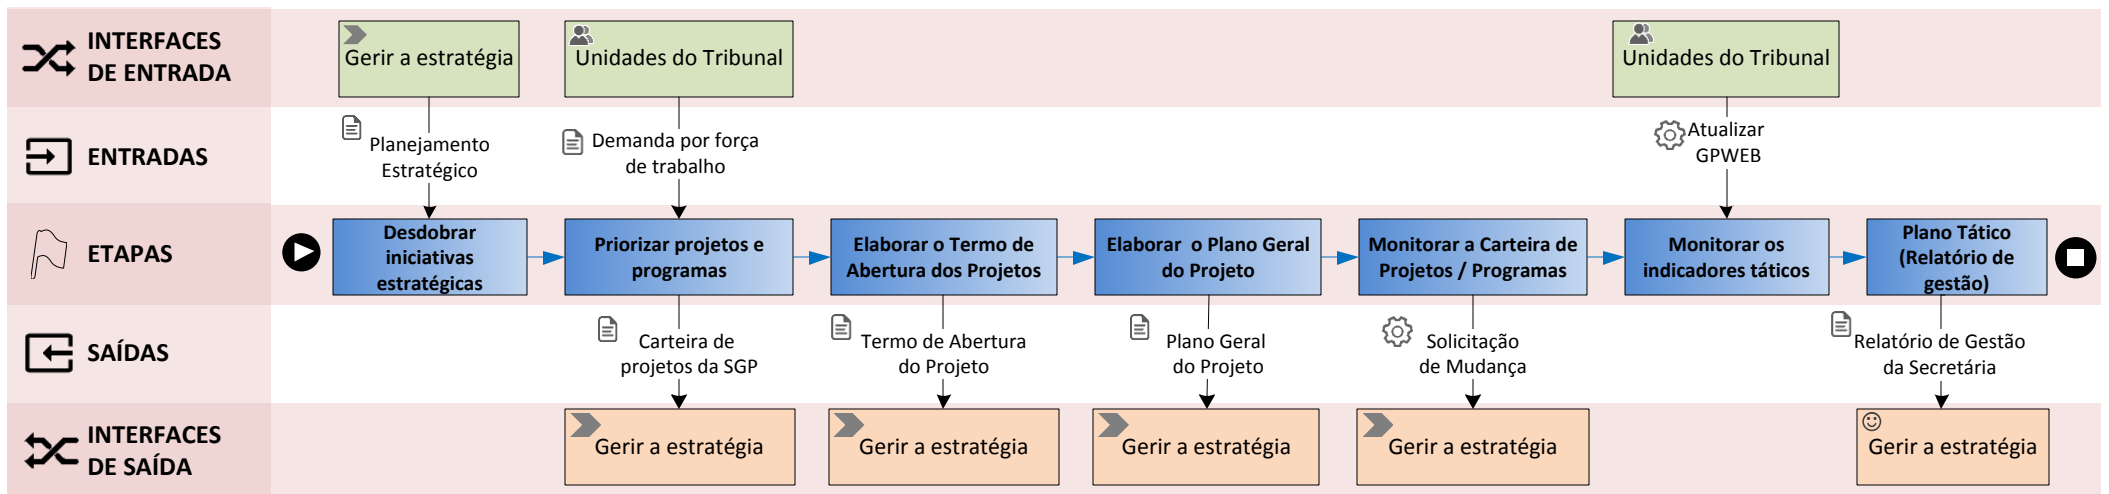 INTERFACES
DE ENTRADA
Gerir a estratégia
Unidades do Tribunal
Unidades do Tribunal
ENTRADAS
Planejamento
Estratégico
Demanda por força
de trabalho
Atualizar
GPWEB
ETAPAS
Desdobrar
iniciativas
estratégicas
Priorizar projetos e
programas
Elaborar o Termo de
Abertura dos Projetos
Elaborar o Plano Geral
do Projeto
Monitorar a Carteira de
Projetos / Programas
Monitorar os
indicadores táticos
Plano Tático
(Relatório de
gestão)
SAÍDAS
Carteira de
projetos da SGP
Termo de Abertura
do Projeto
Plano Geral
do Projeto
Solicitação
de Mudança
Relatório de Gestão
da Secretária
INTERFACES
DE SAÍDA
Gerir a estratégia
Gerir a estratégia
Gerir a estratégia
Gerir a estratégia
Gerir a estratégia